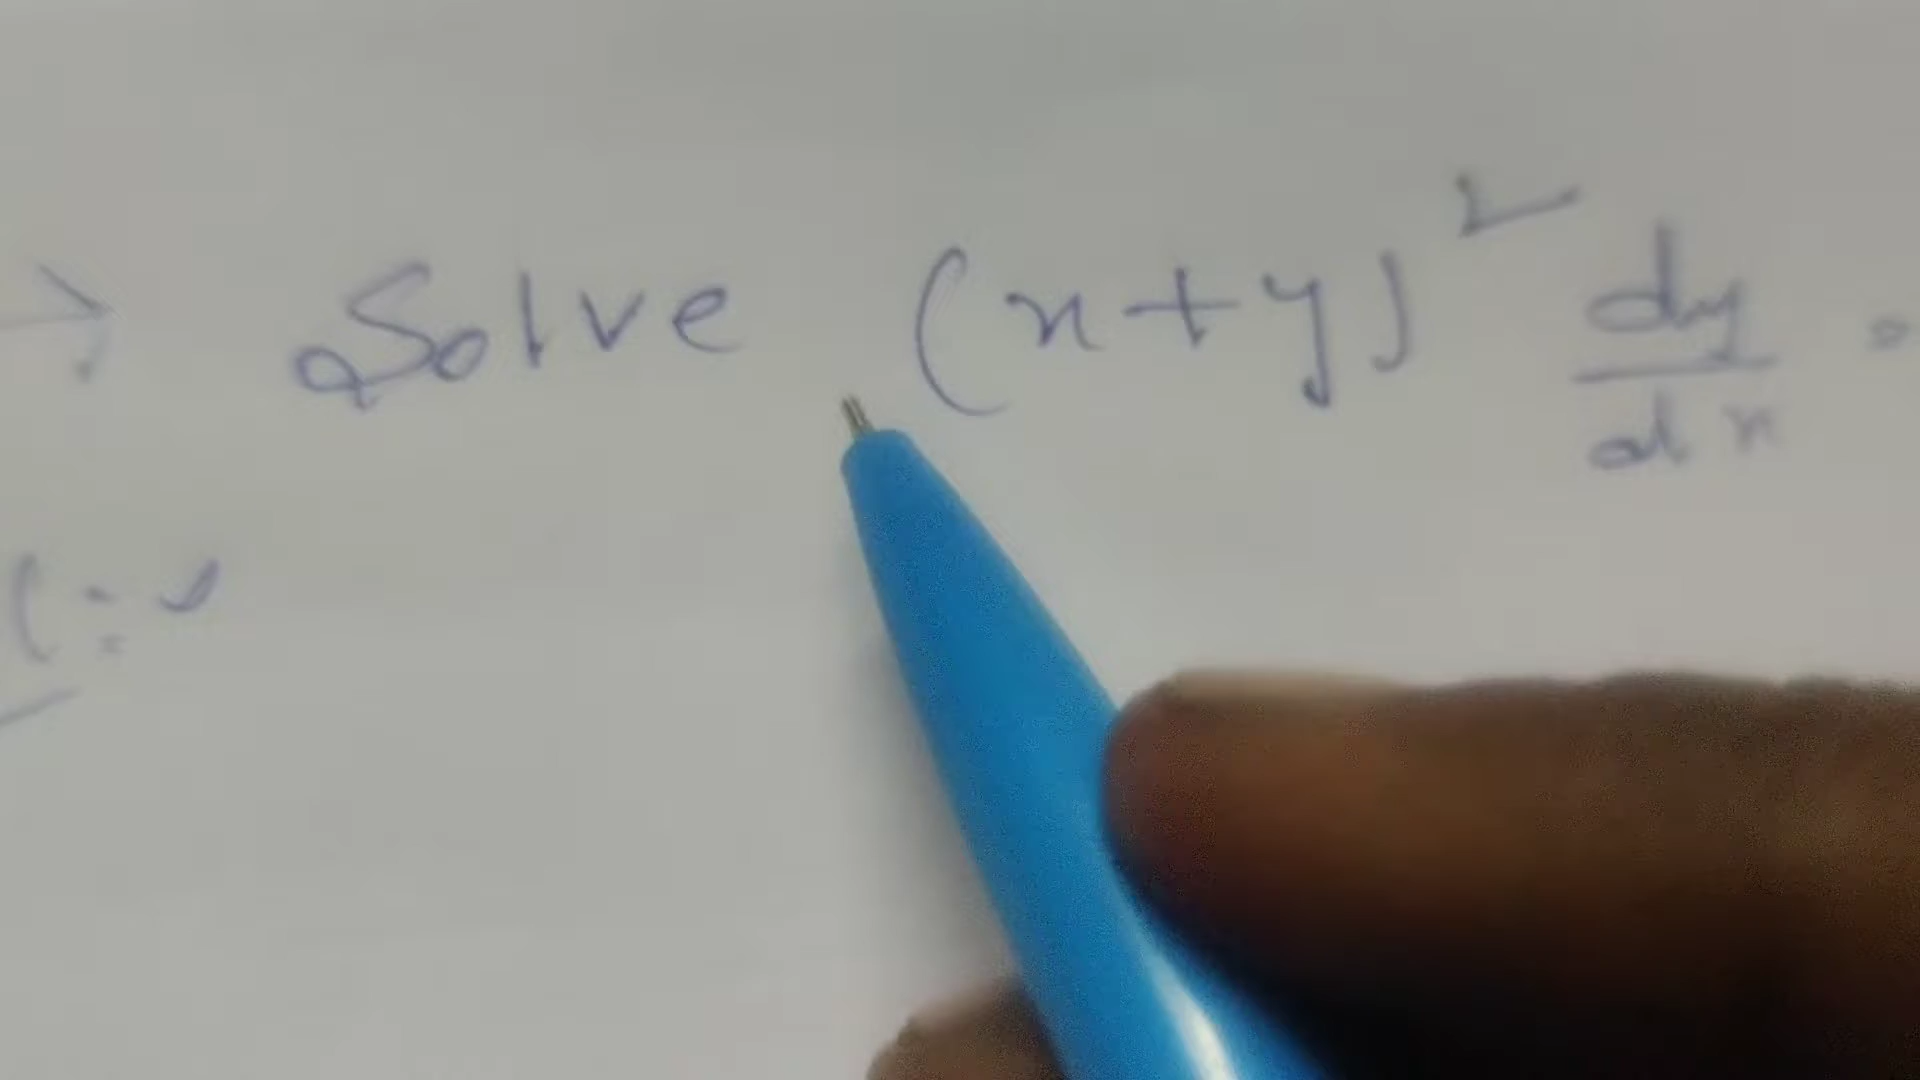 → Solve (x+y)² dy/dx =